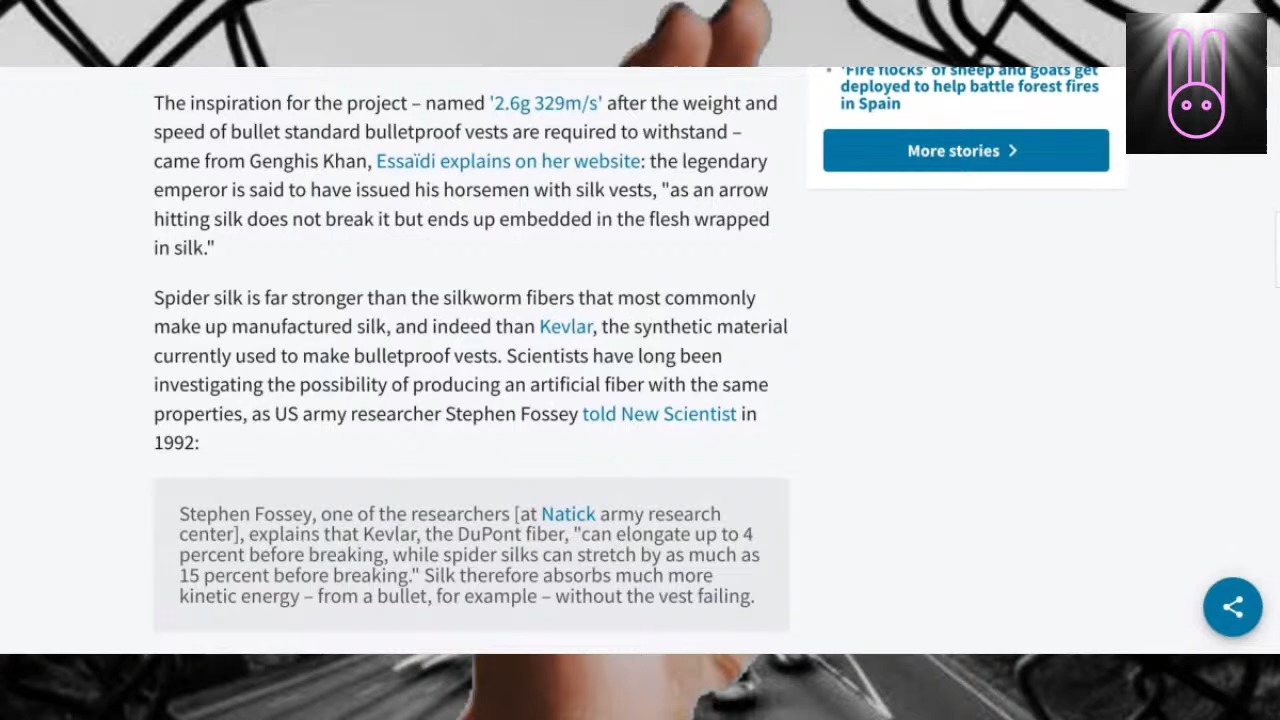 The inspiration for the project – named '2.6g 329m/s' after the weight and
speed of bullet standard bulletproof vests are required to withstand –
came from Genghis Khan, Essaïdi explains on her website: the legendary
emperor is said to have issued his horsemen with silk vests, "as an arrow
hitting silk does not break it but ends up embedded in the flesh wrapped
in silk."
Spider silk is far stronger than the silkworm fibers that most commonly
make up manufactured silk, and indeed than Kevlar, the synthetic material
currently used to make bulletproof vests. Scientists have long been
investigating the possibility of producing an artificial fiber with the same
properties, as US army researcher Stephen Fossey told New Scientist in
1992:
Stephen Fossey, one of the researchers [at Natick army research
center], explains that Kevlar, the DuPont fiber, "can elongate up to 4
percent before breaking, while spider silks can stretch by as much as
15 percent before breaking." Silk therefore absorbs much more
kinetic energy – from a bullet, for example – without the vest failing.
'Fire flocks' of sheep and goats get
deployed to help battle forest fires
in Spain
More stories